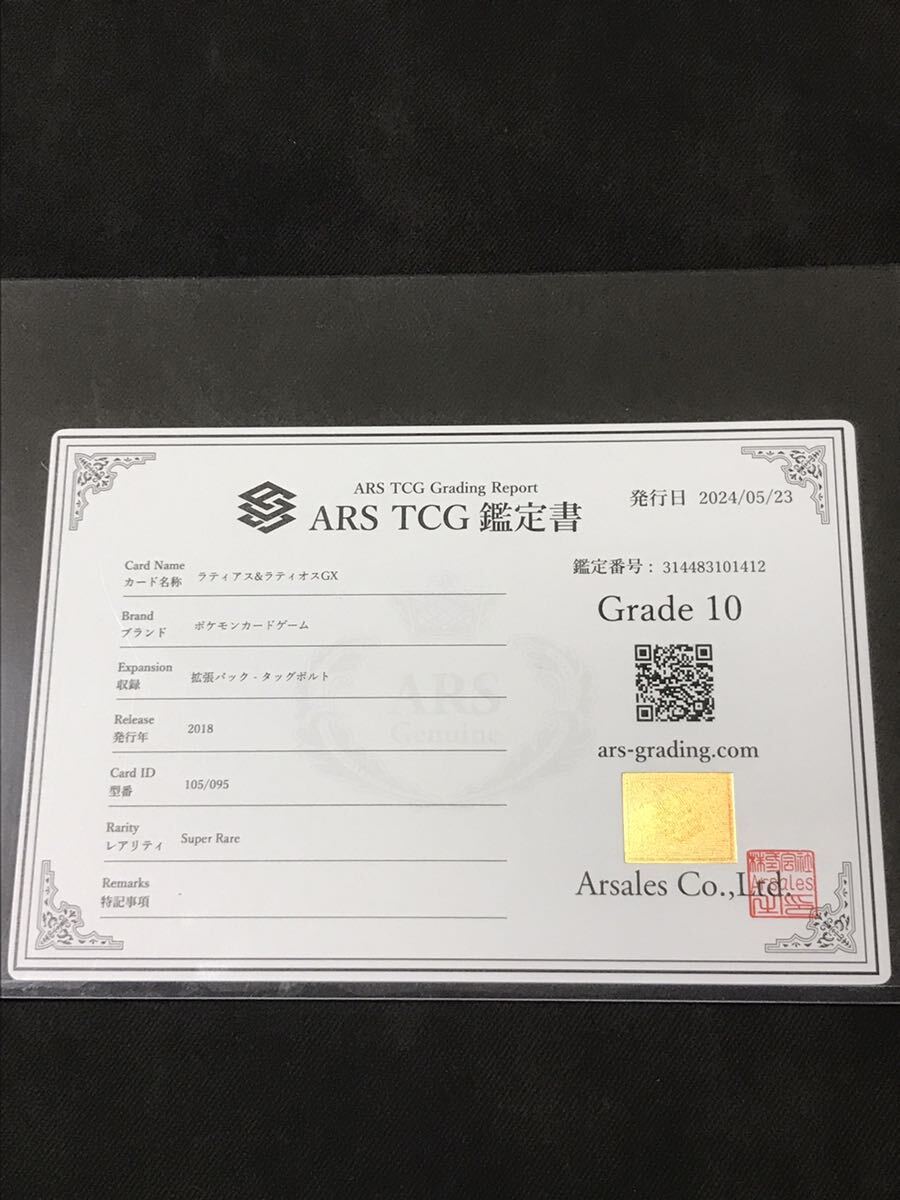 ARS TCG Grading Report
ARS TCG 鑑定書
発行日 2024/05/23
Card Name
カード名称 ラティアス&ラティオスGX
Brand
ブランド ポケモンカードゲーム
Expansion
収録 拡張パック - タッグボルト
Release
発行年 2018
Card ID
型番 105/095
Rarity
レアリティ Super Rare
Remarks
特記事項 -
ARS
Genuine
鑑定番号 : 314483101412
Grade 10
ars-grading.com
Arsales Co.,Ltd.
株式会社
Arsales